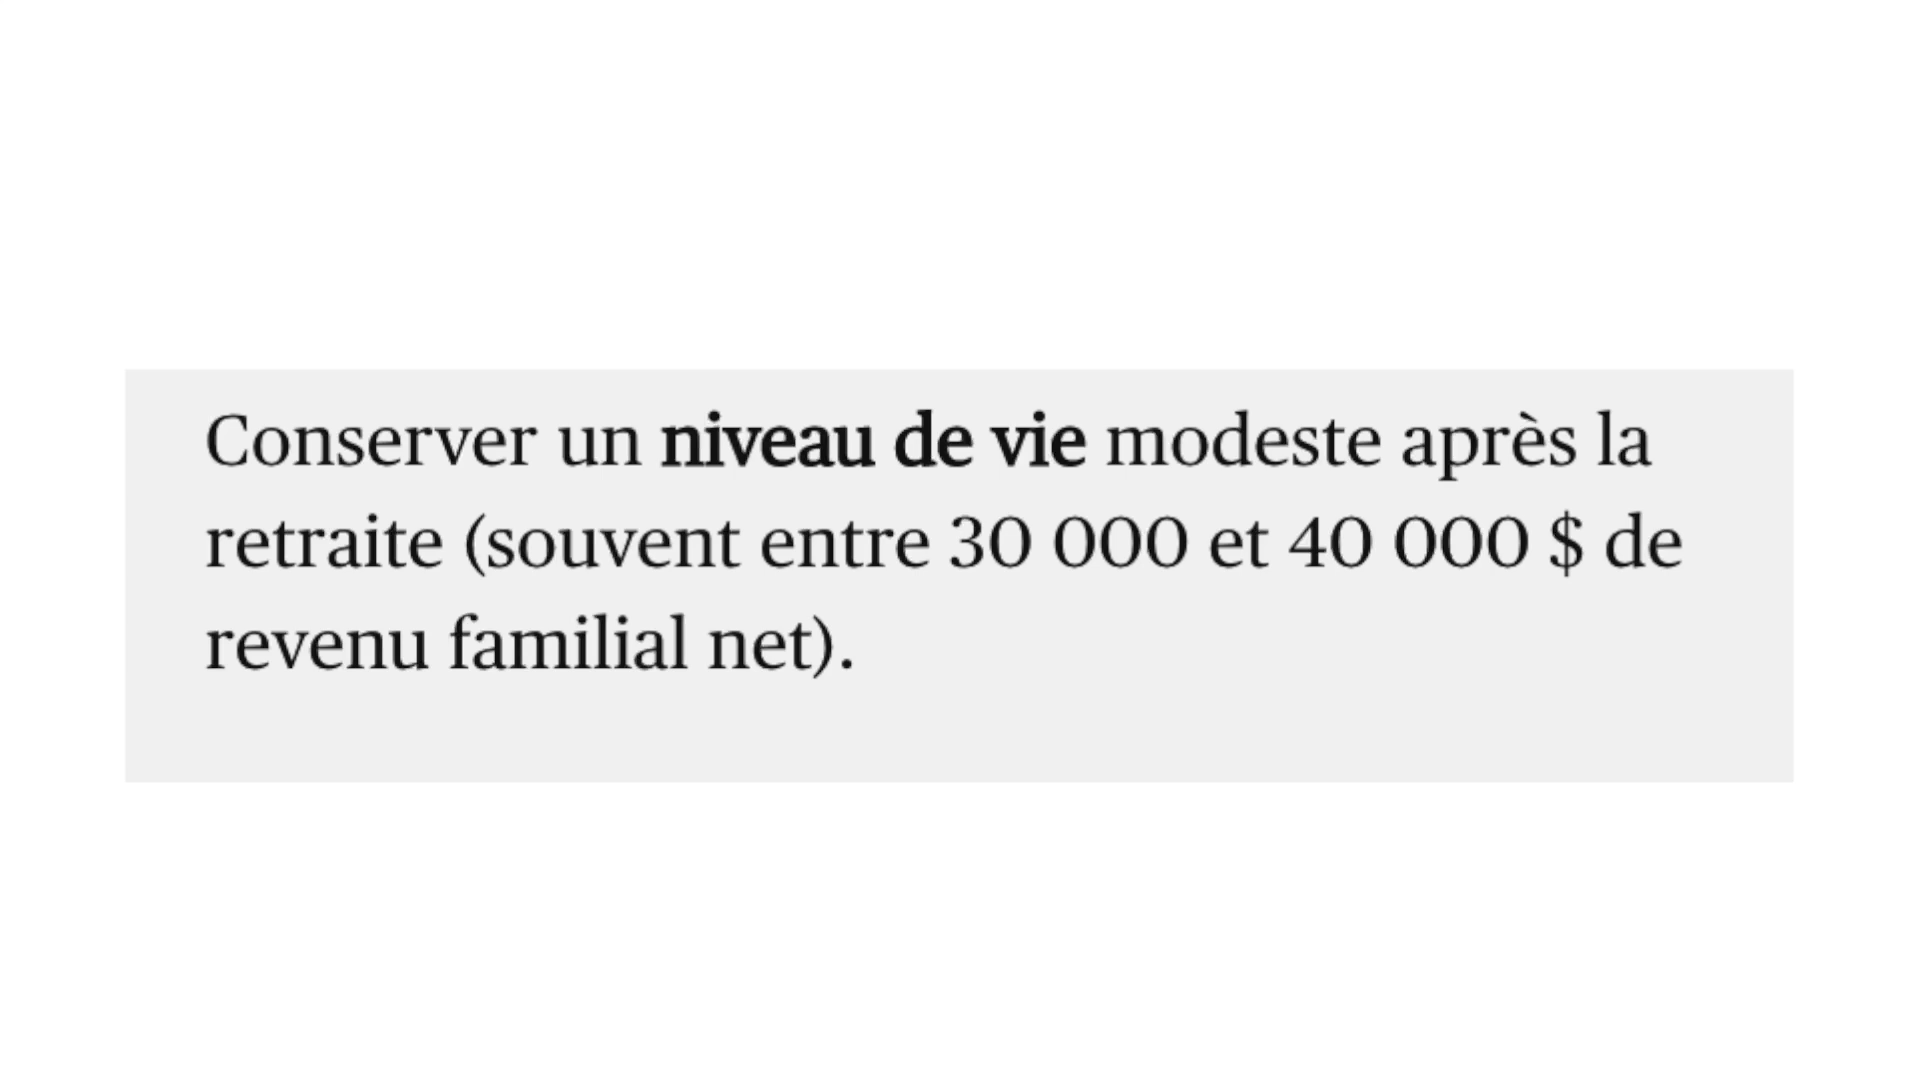 Conserver un niveau de vie modeste après la
retraite (souvent entre 30 000 et 40 000 $ de
revenu familial net).